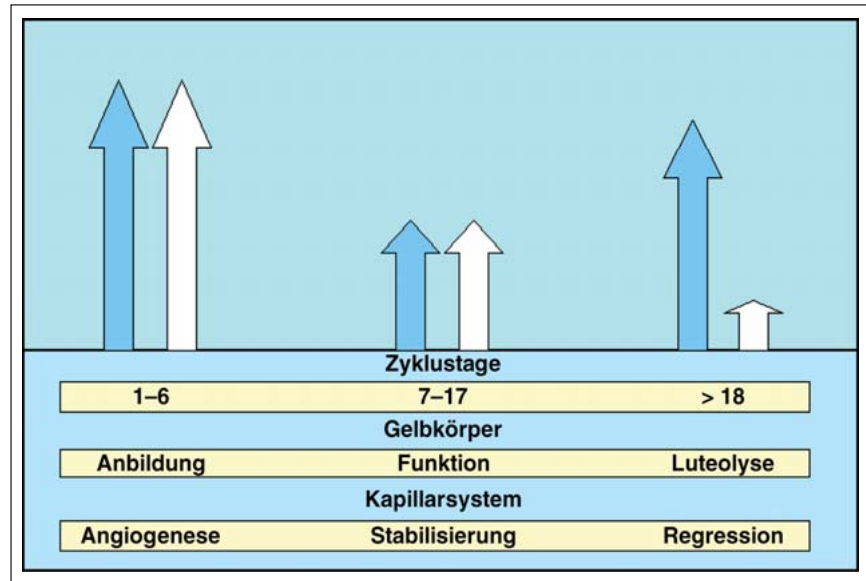 Zyklustage
1–6 7–17 > 18
Gelbkörper
Anbildung Funktion Luteolyse
Kapillarsystem
Angiogenese Stabilisierung Regression